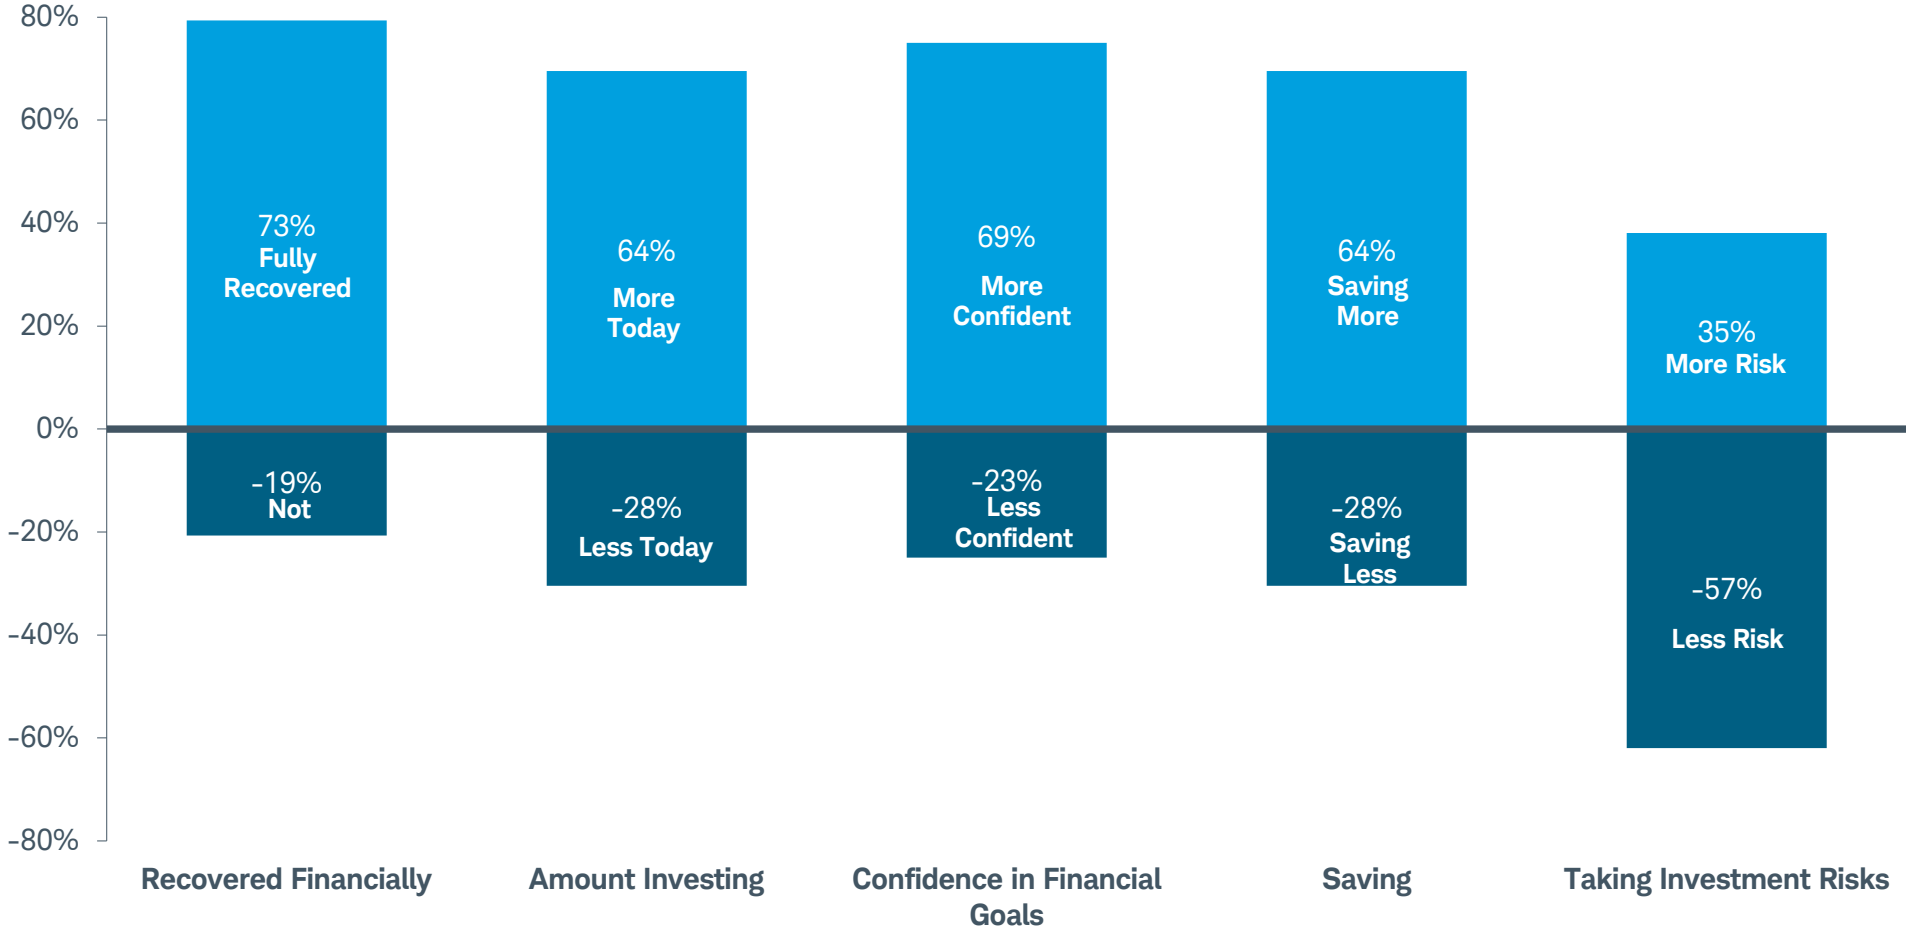 80%
60%
40%
20%
0%
-20%
-40%
-60%
-80%
73%
Fully
Recovered
-19%
Not
64%
More
Today
-28%
Less Today
69%
More
Confident
-23%
Less
Confident
64%
Saving
More
-28%
Saving
Less
35%
More Risk
-57%
Less Risk
Recovered Financially
Amount Investing
Confidence in Financial
Goals
Saving
Taking Investment Risks